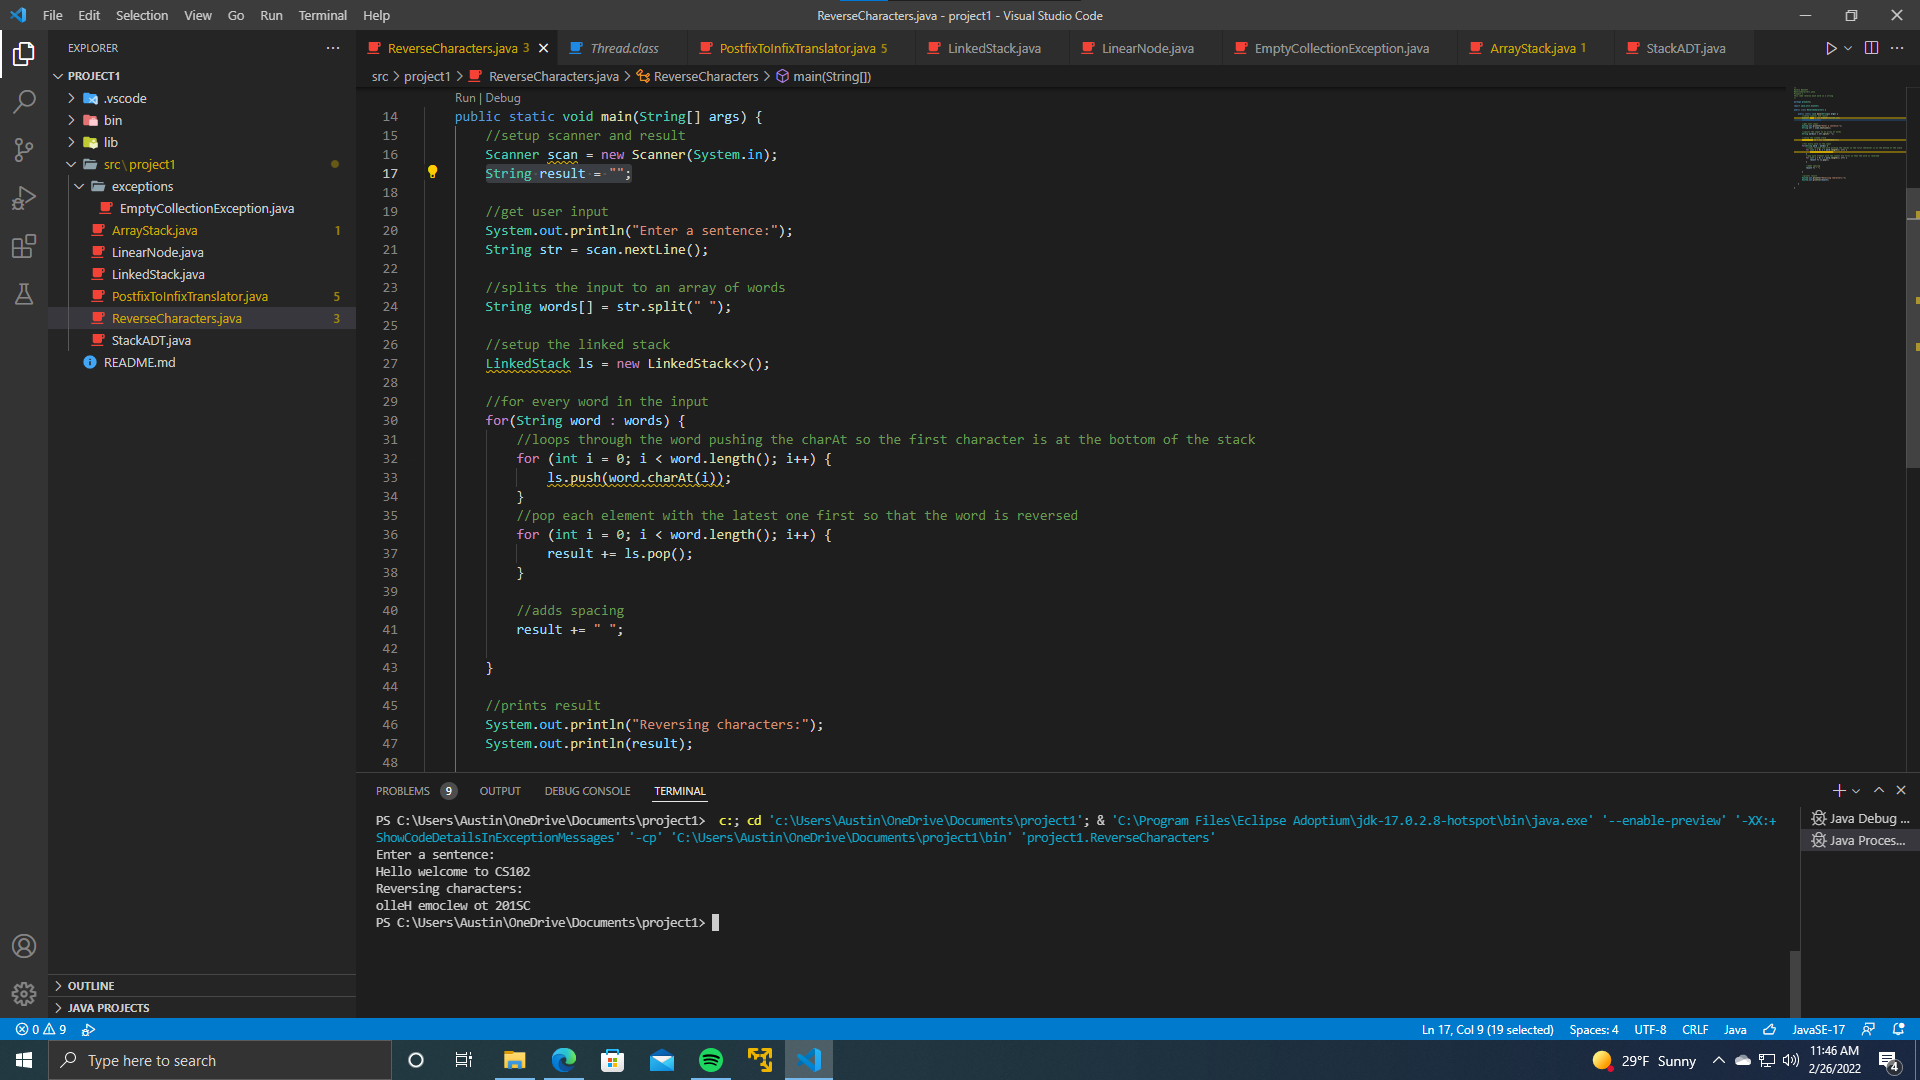 File Edit Selection View Go Run Terminal Help
ReverseCharacters.java - project1 - Visual Studio Code
EXPLORER
PROJECT1
.vscode
bin
lib
src\project1
exceptions
EmptyCollectionException.java
ArrayStack.java 1
LinearNode.java
LinkedStack.java
PostfixToInfixTranslator.java 5
ReverseCharacters.java 3
StackADT.java
README.md
OUTLINE
JAVA PROJECTS
ReverseCharacters.java 3 Thread.class PostfixToInfixTranslator.java 5 LinkedStack.java LinearNode.java EmptyCollectionException.java ArrayStack.java 1 StackADT.java
src > project1 > ReverseCharacters.java > ReverseCharacters > main(String[])
Run | Debug
14 public static void main(String[] args) {
15 //setup scanner and result
16 Scanner scan = new Scanner(System.in);
17 String result = "";
18
19 //get user input
20 System.out.println("Enter a sentence:");
21 String str = scan.nextLine();
22
23 //splits the input to an array of words
24 String words[] = str.split(" ");
25
26 //setup the linked stack
27 LinkedStack ls = new LinkedStack<>();
28
29 //for every word in the input
30 for(String word : words) {
31 //loops through the word pushing the charAt so the first character is at the bottom of the stack
32 for (int i = 0; i < word.length(); i++) {
33 ls.push(word.charAt(i));
34 }
35 //pop each element with the latest one first so that the word is reversed
36 for (int i = 0; i < word.length(); i++) {
37 result += ls.pop();
38 }
39
40 //adds spacing
41 result += " ";
42
43 }
44
45 //prints result
46 System.out.println("Reversing characters:");
47 System.out.println(result);
48
PROBLEMS 9 OUTPUT DEBUG CONSOLE TERMINAL
PS C:\Users\Austin\OneDrive\Documents\project1> c:; cd 'c:\Users\Austin\OneDrive\Documents\project1'; & 'C:\Program Files\Eclipse Adoptium\jdk-17.0.2.8-hotspot\bin\java.exe' '--enable-preview' '-XX:+
ShowCodeDetailsInExceptionMessages' '-cp' 'C:\Users\Austin\OneDrive\Documents\project1\bin' 'project1.ReverseCharacters'
Enter a sentence:
Hello welcome to CS102
Reversing characters:
olleH emoclew ot 201SC
PS C:\Users\Austin\OneDrive\Documents\project1>
Java Debug ...
Java Proces...
0 9
Ln 17, Col 9 (19 selected) Spaces: 4 UTF-8 CRLF Java JavaSE-17
Type here to search
29°F Sunny
11:46 AM
2/26/2022
4